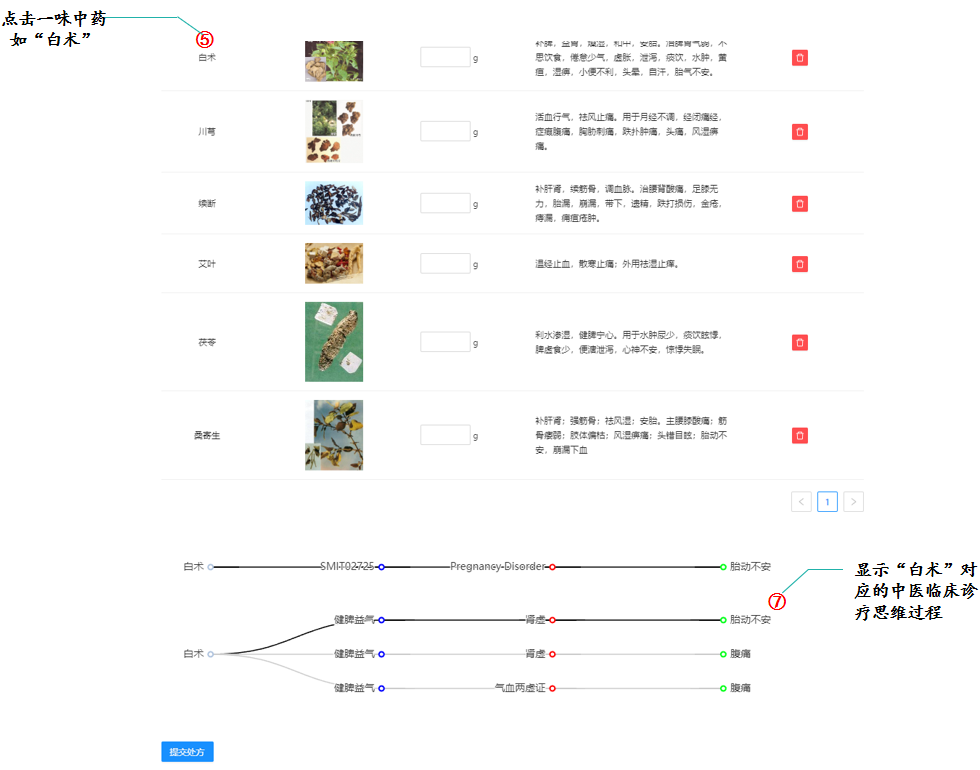 点击一味中药
如“白术”
⑤
白术
g
补脾，益胃，燥湿，和中，安胎。治脾胃气弱，不
思饮食，倦怠少气，虚胀，泄泻，痰饮，水肿，黄
疸，湿痹，小便不利，头晕，自汗，胎气不安。
川芎
g
活血行气，祛风止痛。用于月经不调，经闭痛经，
症瘕腹痛，胸胁刺痛，跌扑肿痛，头痛，风湿痹
痛。
续断
g
补肝肾，续筋骨，调血脉。治腰背酸痛，足膝无
力，胎漏，崩漏，带下，遗精，跌打损伤，金疮，
痔漏，痈疽疮肿。
艾叶
g
温经止血，散寒止痛；外用祛湿止痒。
茯苓
g
利水渗湿，健脾宁心。用于水肿尿少，痰饮眩悸，
脾虚食少，便溏泄泻，心神不安，惊悸失眠。
桑寄生
g
补肝肾；强筋骨；祛风湿；安胎。主腰膝酸痛；筋
骨痿弱；肢体偏枯；风湿痹痛；头错目眩；胎动不
安，崩漏下血
< 1 >
白术 SMIT02725 Pregnancy Disorder 胎动不安
显示“白术”对
应的中医临床诊
疗思维过程
⑦
健脾益气 肾虚 胎动不安
白术 健脾益气 肾虚 腹痛
健脾益气 气血两虚证 腹痛
提交处方